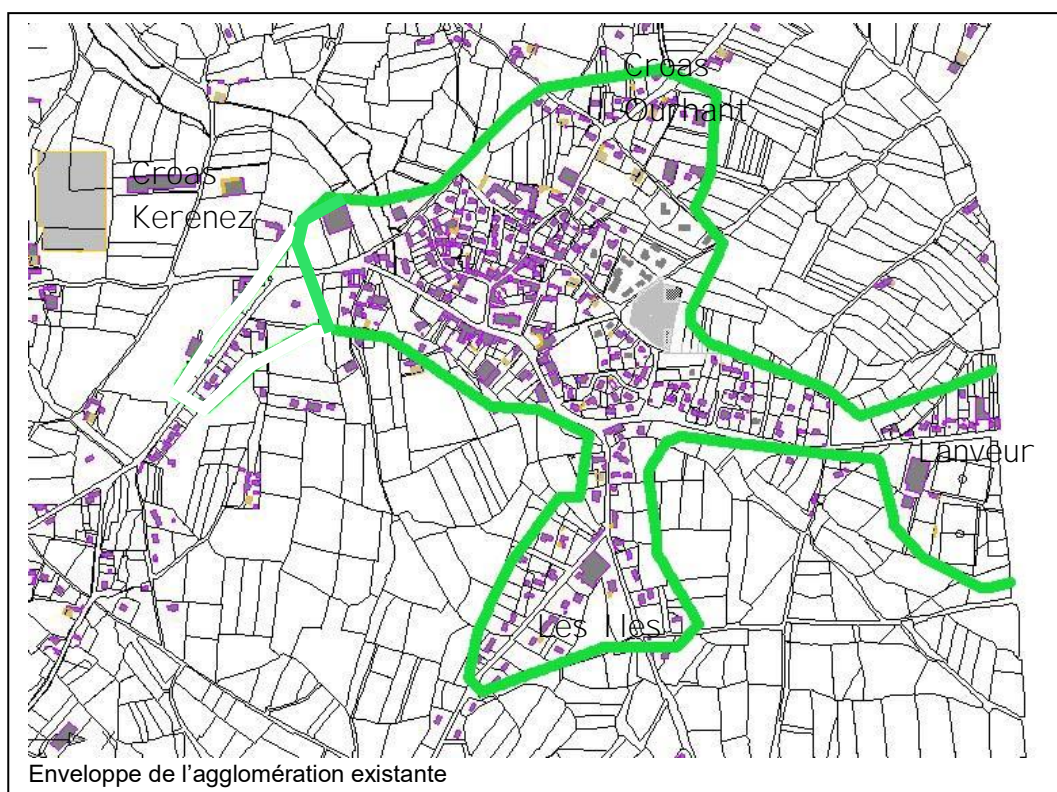 Croas
Ourhant
Croas
Kerenez
Lanveur
Les Iles
Enveloppe de l'agglomération existante